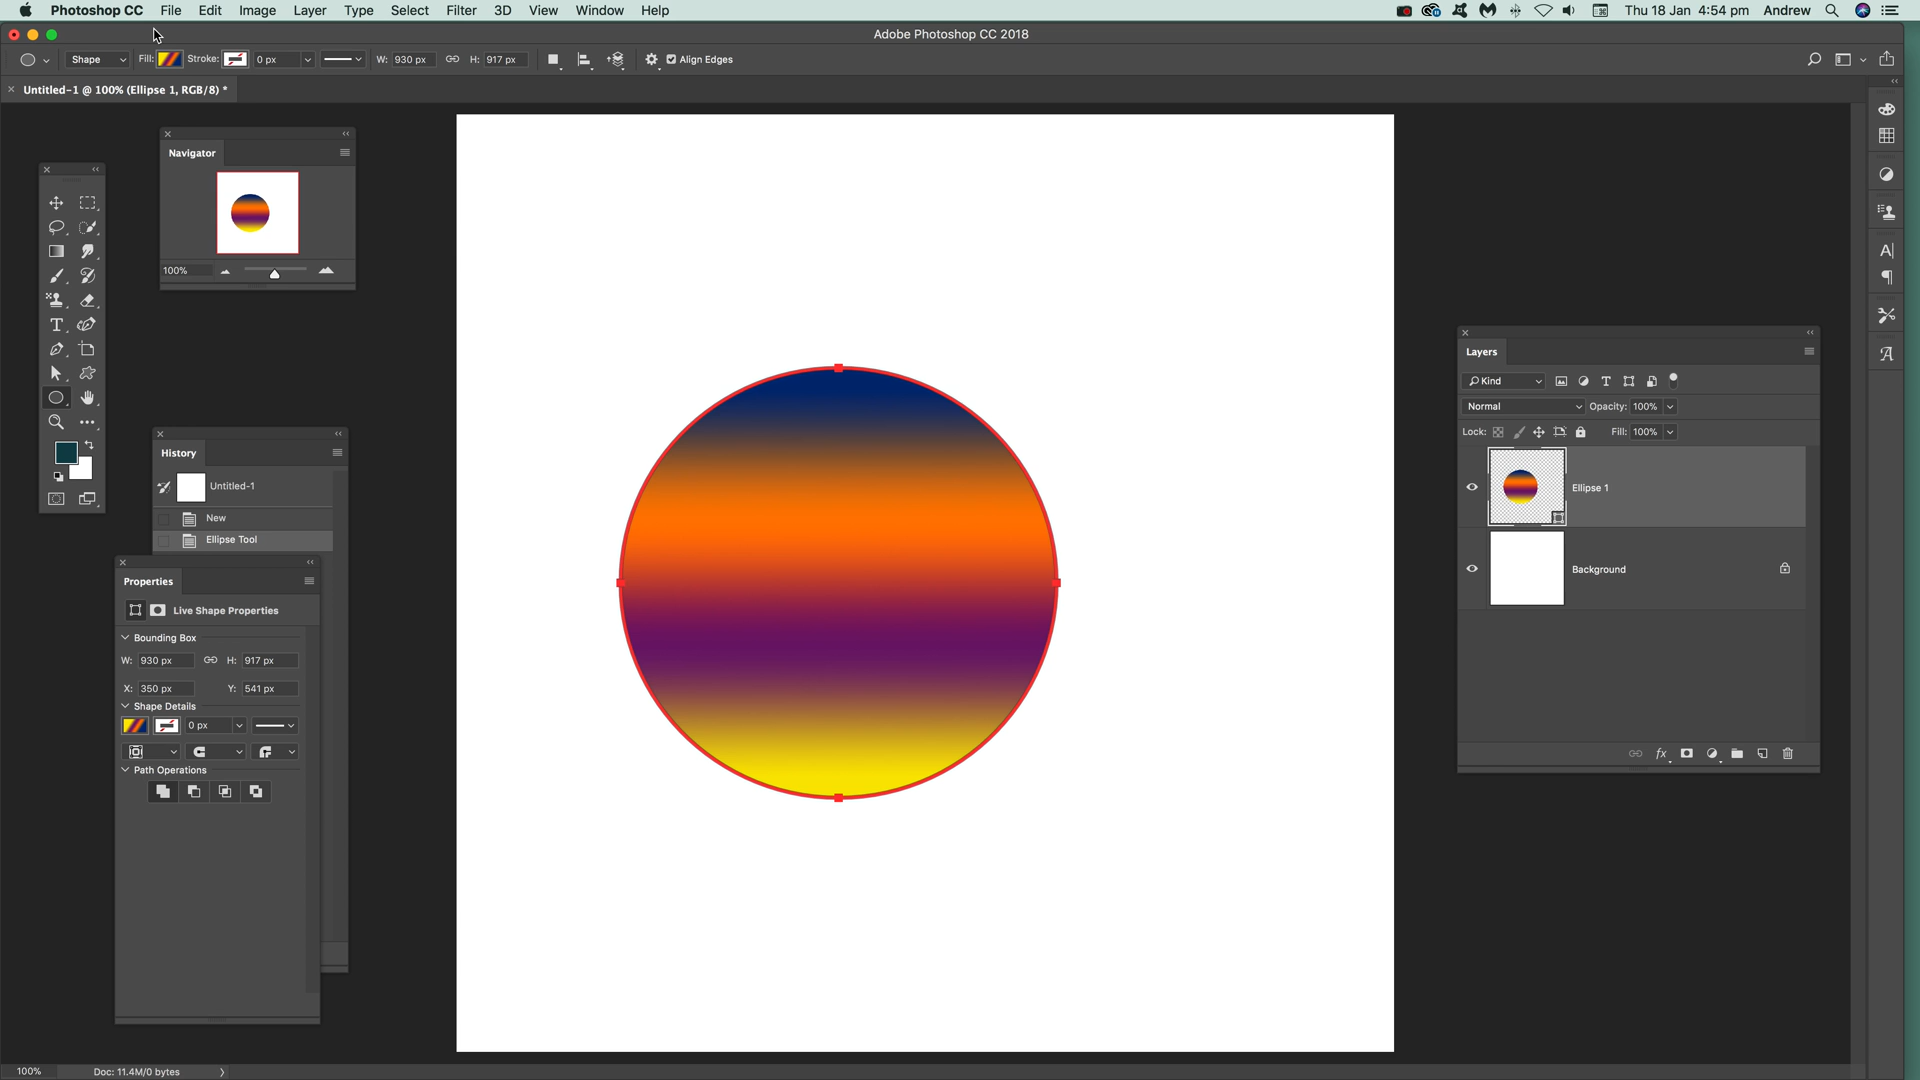 Photoshop CC File Edit Image Layer Type Select Filter 3D View Window Help Thu 18 Jan 4:54 pm Andrew
Adobe Photoshop CC 2018
Shape Fill: Stroke: 0 px W: 930 px H: 917 px Align Edges
Untitled-1 @ 100% (Ellipse 1, RGB/8) *
Navigator
100%
History
Untitled-1
New
Ellipse Tool
Properties
Live Shape Properties
Bounding Box
W: 930 px H: 917 px
X: 350 px Y: 541 px
Shape Details
0 px
Path Operations
Layers
Kind
Normal Opacity: 100%
Lock: Fill: 100%
Ellipse 1
Background
100% Doc: 11.4M/0 bytes